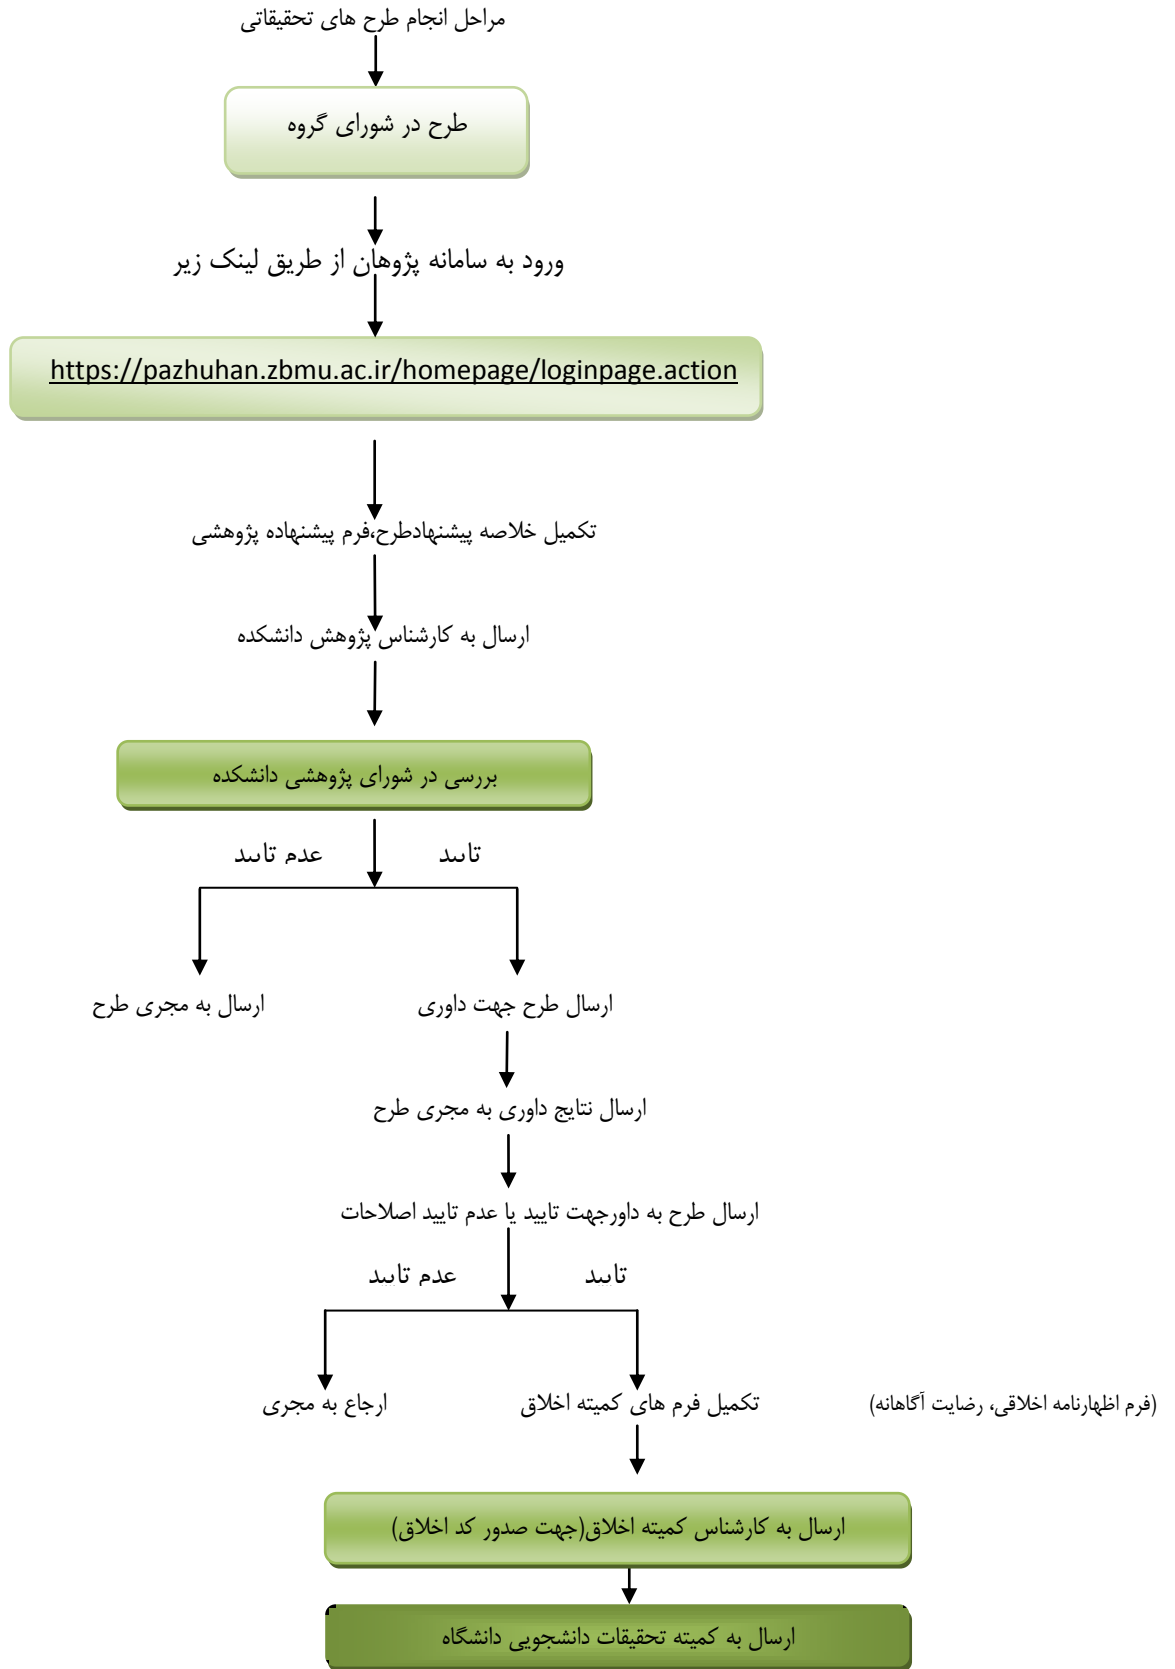 مراحل انجام طرح های تحقیقاتی
طرح در شورای گروه
ورود به سامانه پژوهان از طریق لینک زیر
https://pazhuhan.zbmu.ac.ir/homepage/loginpage.action
تکمیل خلاصه پیشنهادطرح،فرم پیشنهاده پژوهشی
ارسال به کارشناس پژوهش دانشکده
بررسی در شورای پژوهشی دانشکده
تایید
عدم تایید
ارسال طرح جهت داوری
ارسال به مجری طرح
ارسال نتایج داوری به مجری طرح
ارسال طرح به داورجهت تایید یا عدم تایید اصلاحات
تایید
عدم تایید
(فرم اظهارنامه اخلاقی، رضایت آگاهانه)
تکمیل فرم های کمیته اخلاق
ارجاع به مجری
ارسال به کارشناس کمیته اخلاق(جهت صدور کد اخلاق)
ارسال به کمیته تحقیقات دانشجویی دانشگاه